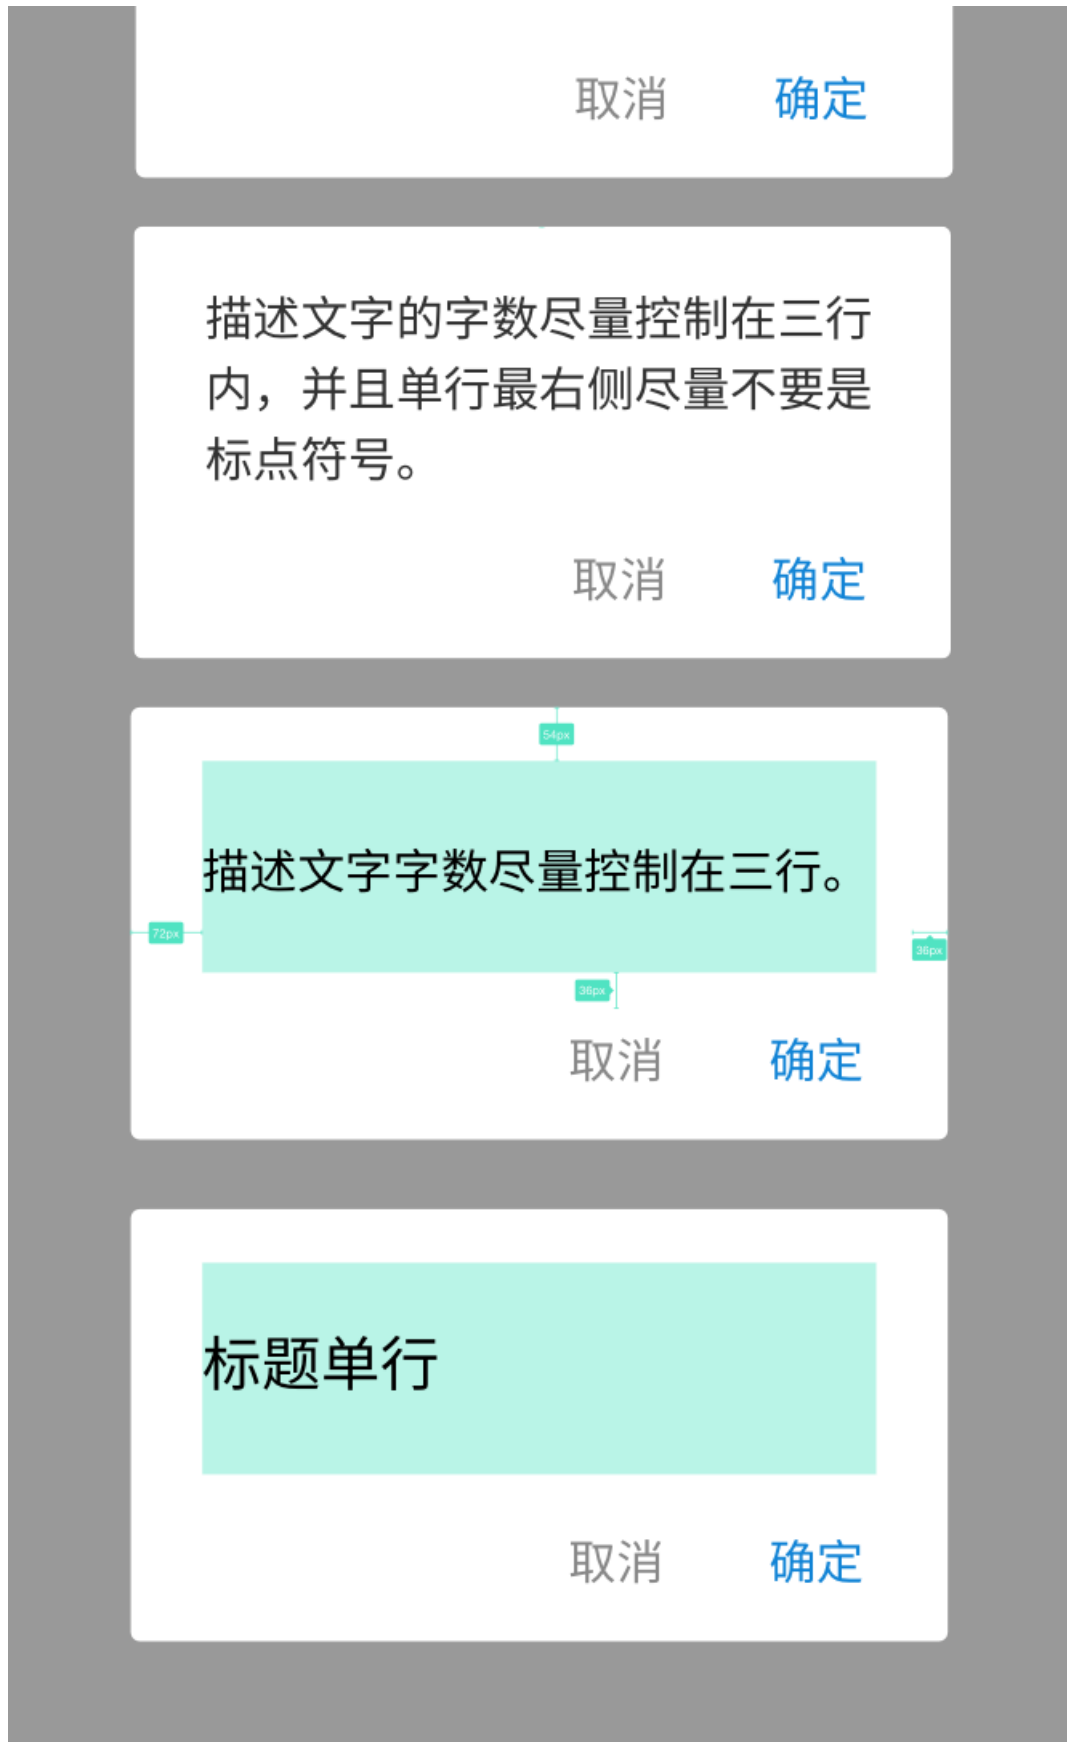 取消 确定
描述文字的字数尽量控制在三行
内，并且单行最右侧尽量不要是
标点符号。
取消 确定
54px
描述文字字数尽量控制在三行。
72px
36px
36px
取消 确定
标题单行
取消 确定